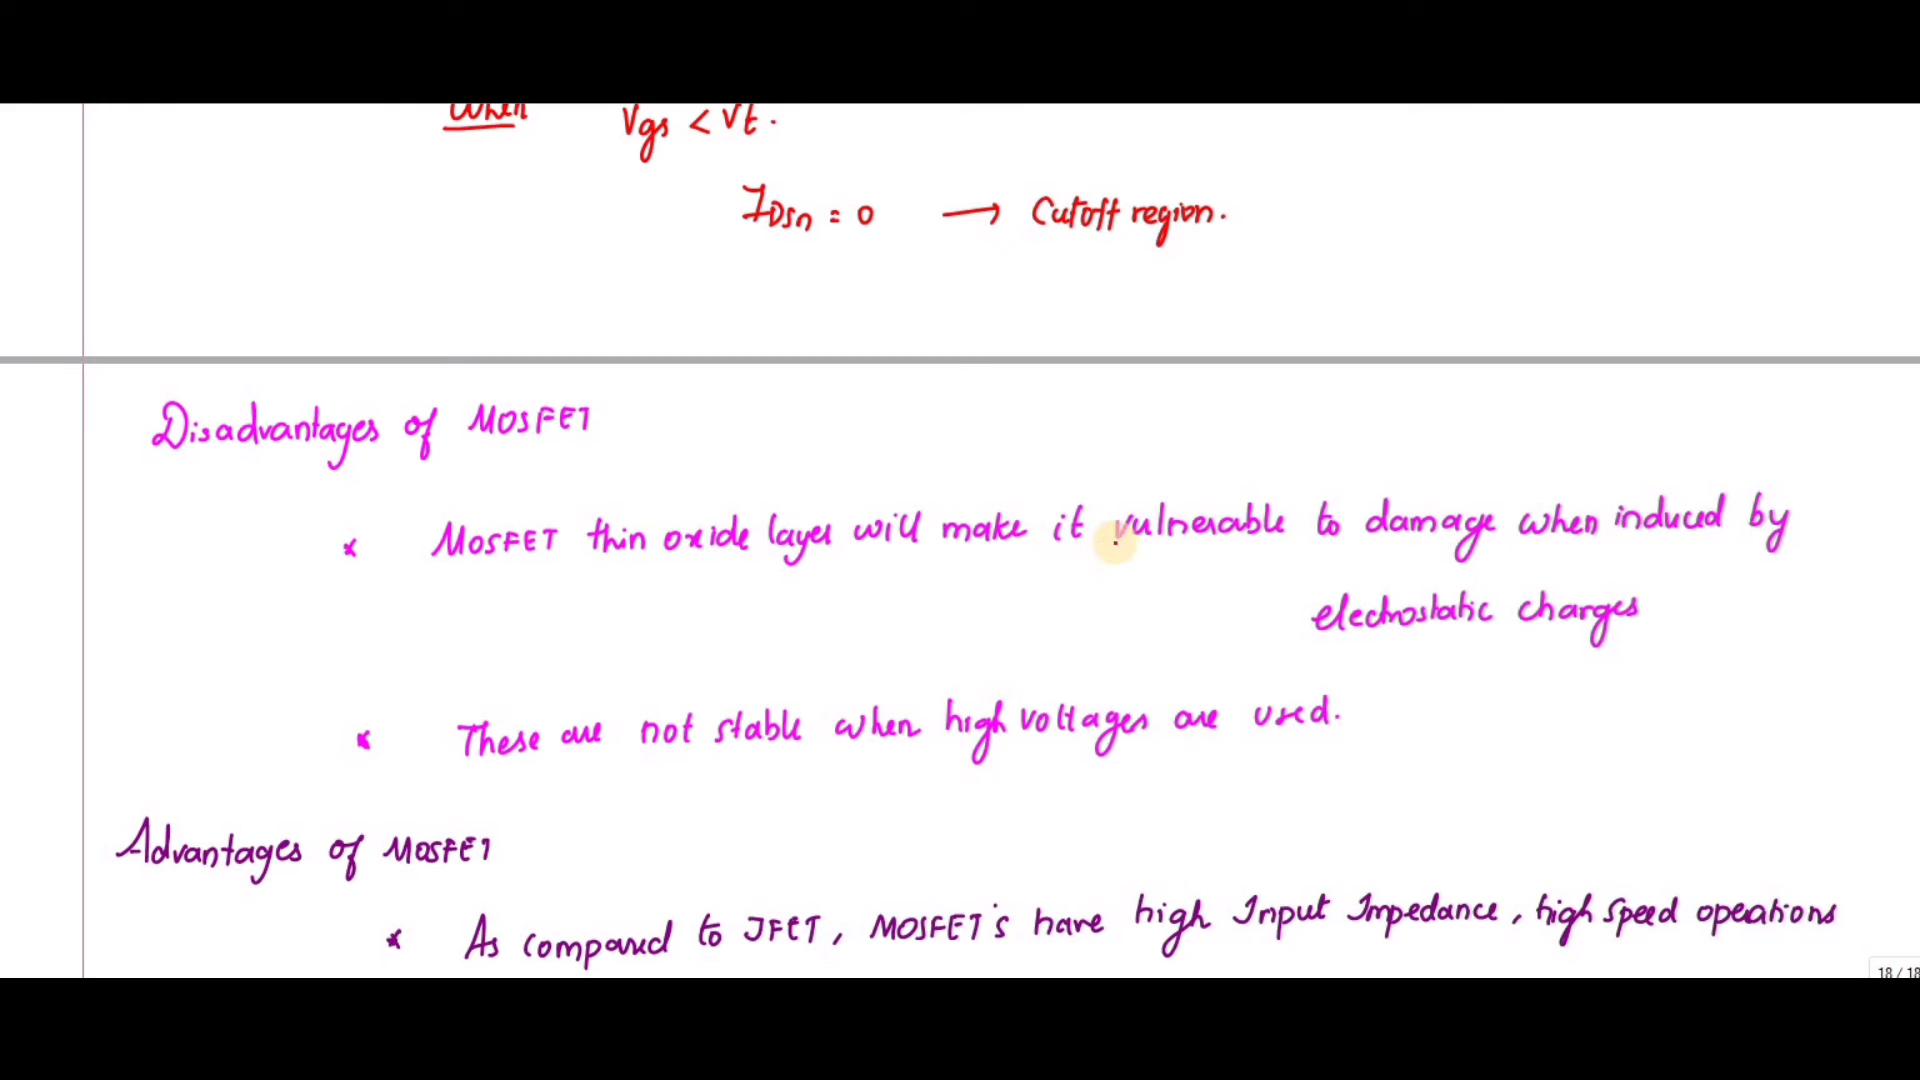 When Vgs < Vt.
IDSn = 0 → Cutoff region.
Disadvantages of MOSFET
* MOSFET thin oxide layer will make it vulnerable to damage when induced by
electrostatic charges
* These are not stable when high voltages are used.
Advantages of MOSFET
* As compared to JFET, MOSFET's have high Input Impedance, high speed operations
18 / 18